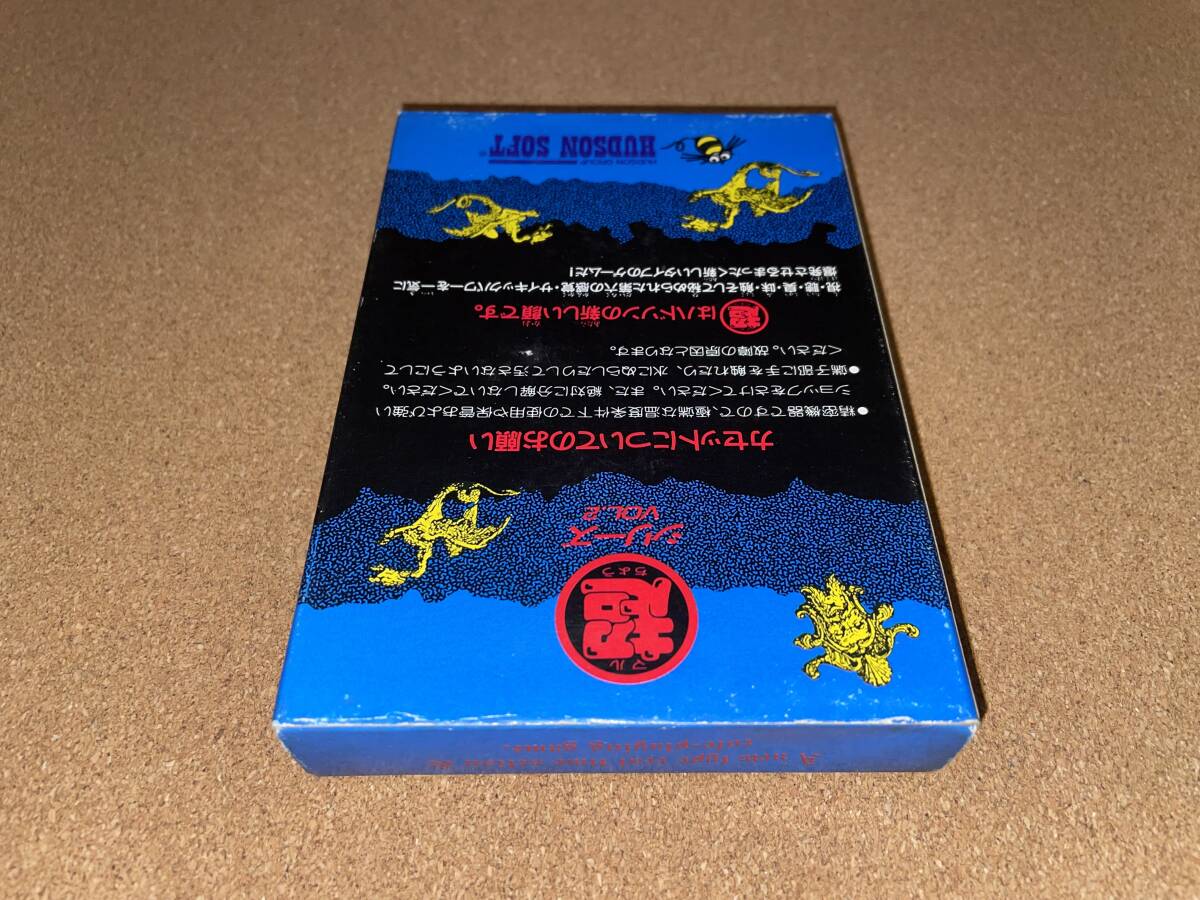 A new type real time action &
role-playing game.
マル
超
ちょう
シリーズ
VOL.2
カセットについてのお願い
●精密機器ですので、極端な温度条件下での使用や保管および強い
ショックをさけてください。また、絶対に分解しないでください。
●端子部に手を触れたり、水にぬらしたりして汚さないようにして
ください。故障の原因となります。
超はハドソンの新しい顔です。
視・聴・臭・味・触そして秘められた第六の感覚・サイキックパワーを一気に
爆発させるまったく新しいタイプのゲームだ!
HUDSON GROUP
HUDSON SOFT®